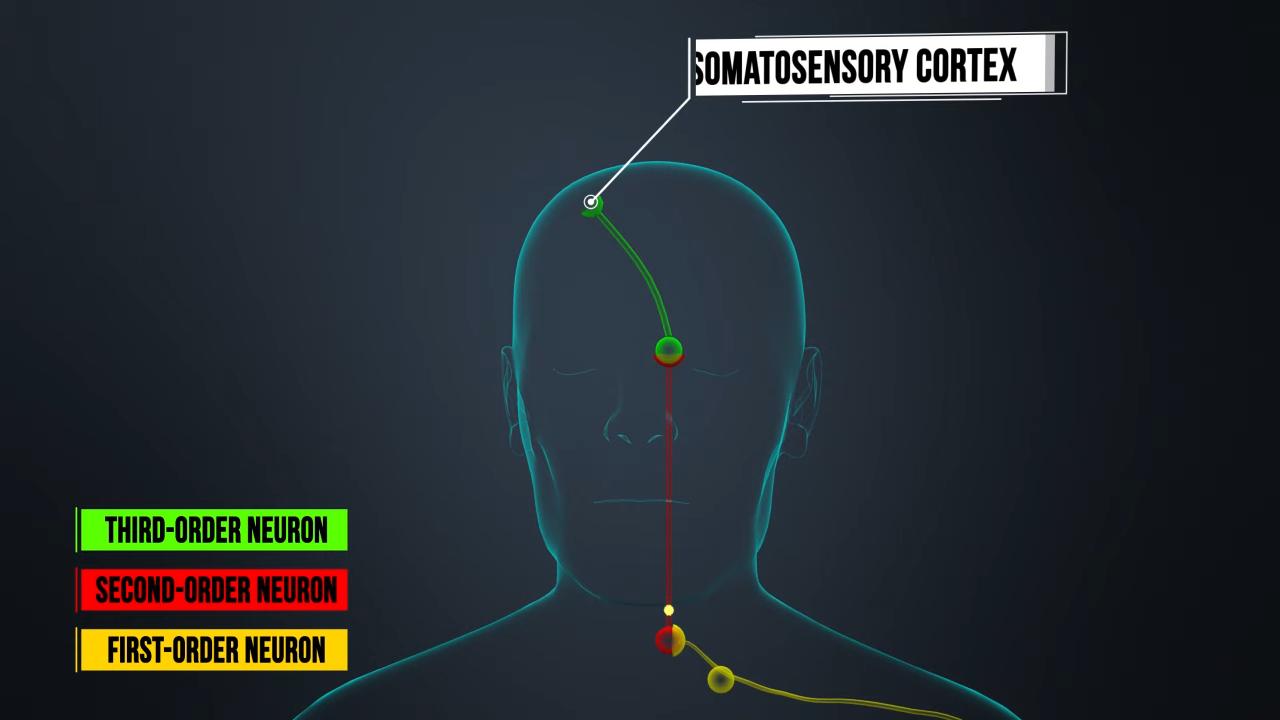 SOMATOSENSORY CORTEX
THIRD-ORDER NEURON
SECOND-ORDER NEURON
FIRST-ORDER NEURON